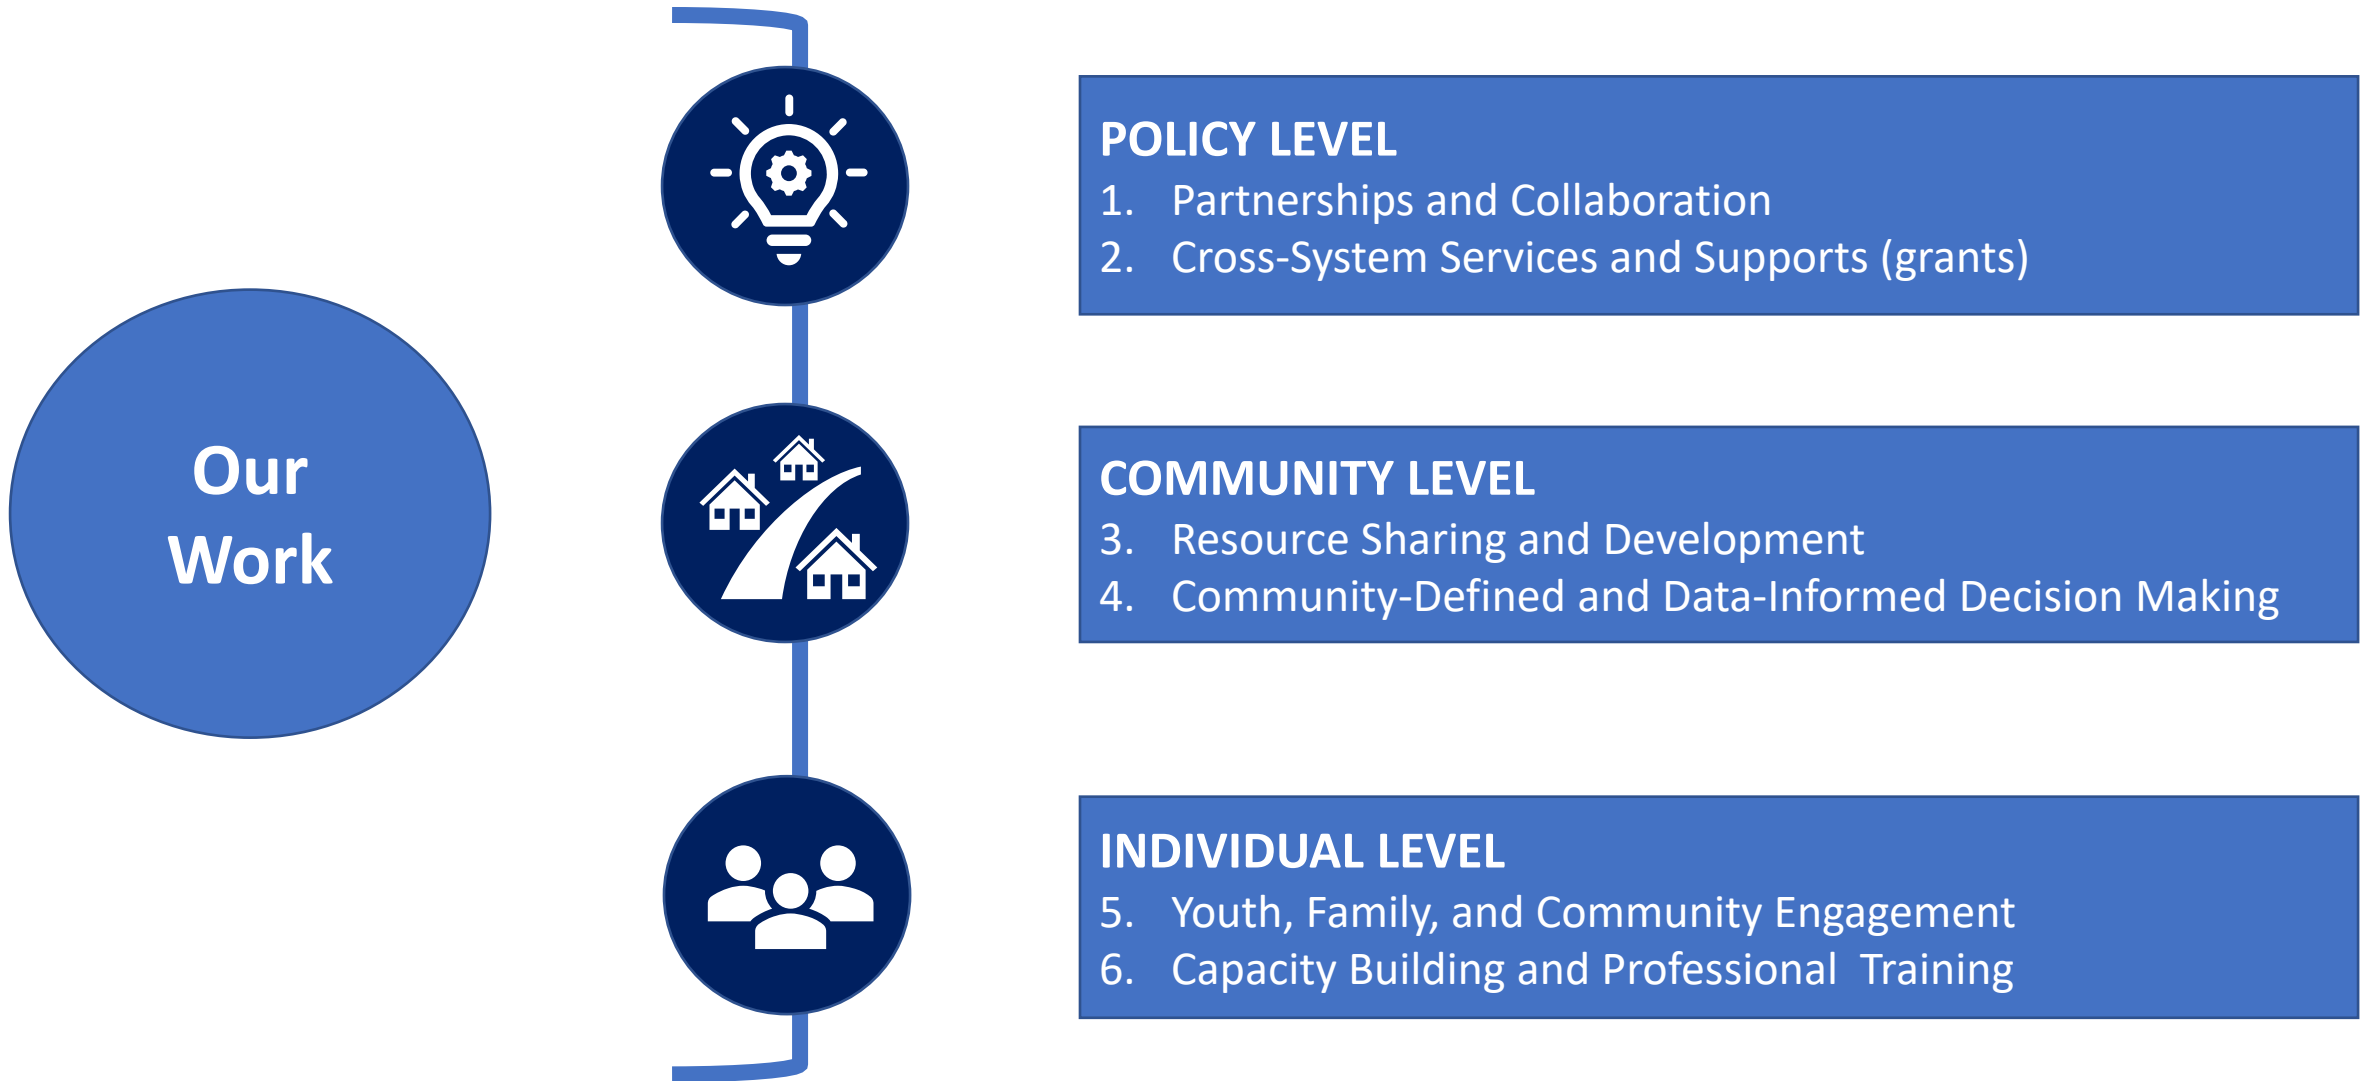 Our
Work
POLICY LEVEL
1. Partnerships and Collaboration
2. Cross-System Services and Supports (grants)
COMMUNITY LEVEL
3. Resource Sharing and Development
4. Community-Defined and Data-Informed Decision Making
INDIVIDUAL LEVEL
5. Youth, Family, and Community Engagement
6. Capacity Building and Professional  Training